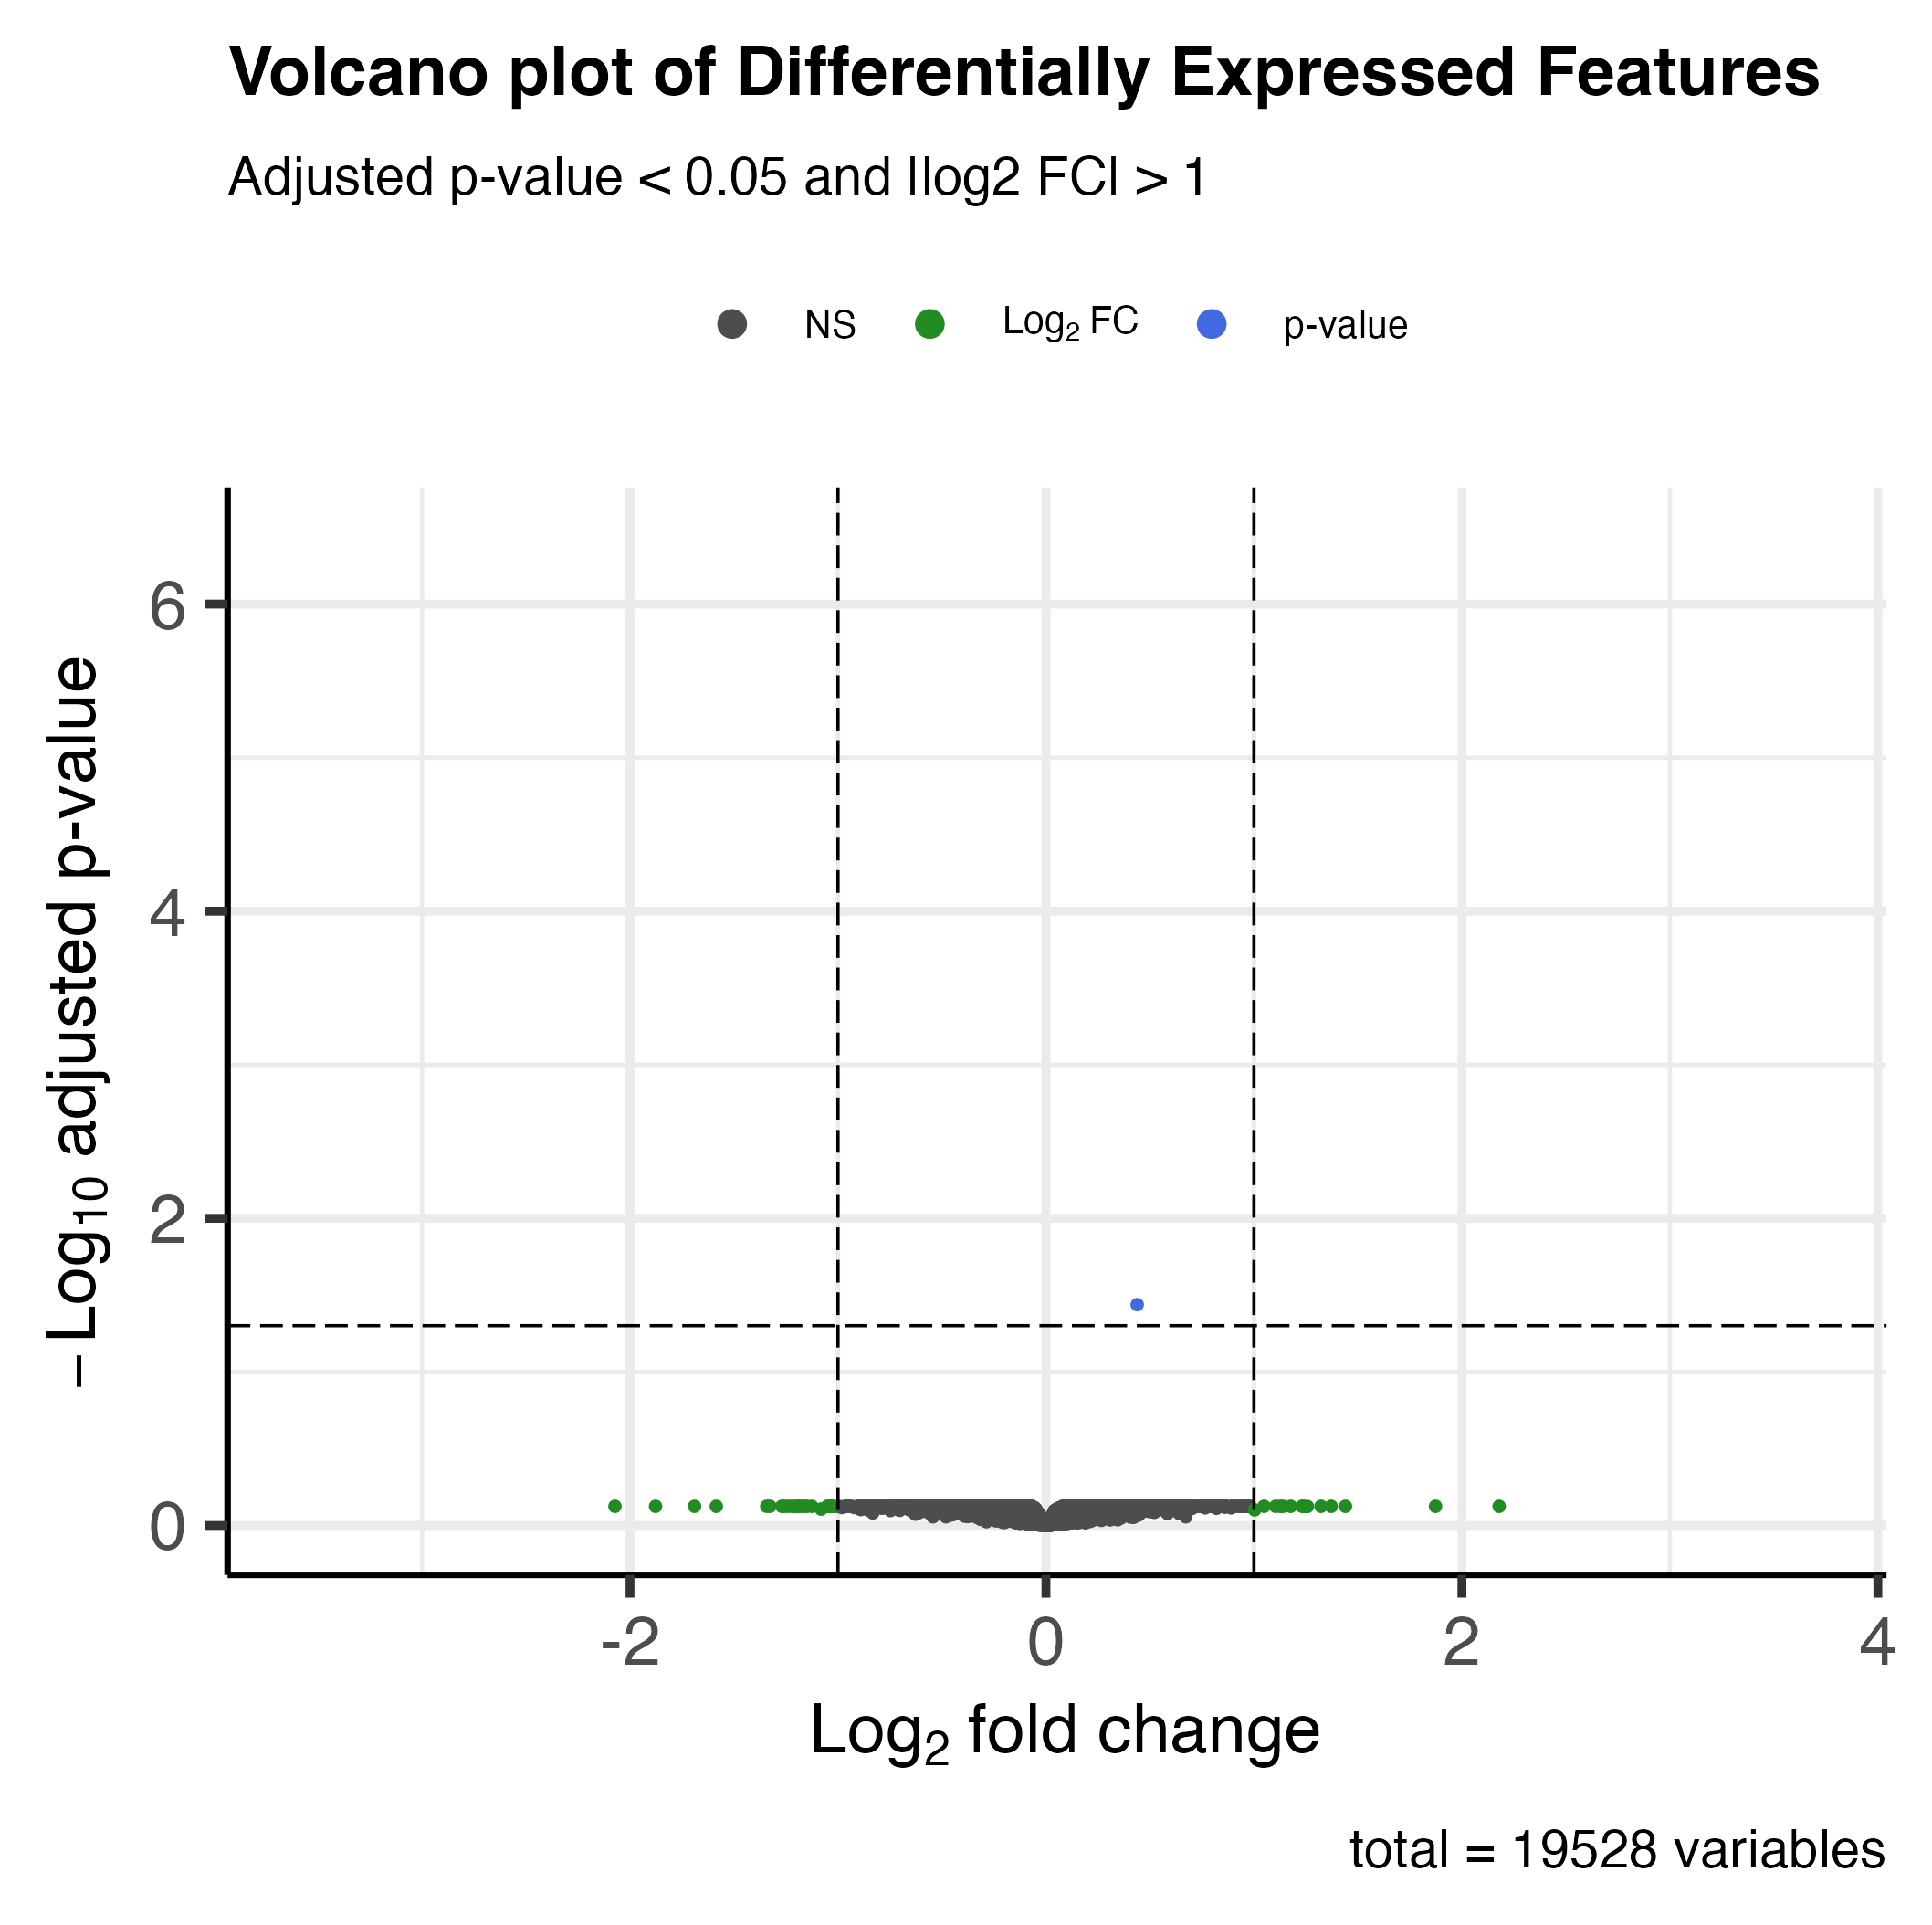 Volcano plot of Differentially Expressed Features
Adjusted p-value < 0.05 and |log2 FC| > 1
NS
Log₂ FC
p-value
− Log₁₀ adjusted p-value
6
4
2
0
-2
0
2
4
Log₂ fold change
total = 19528 variables